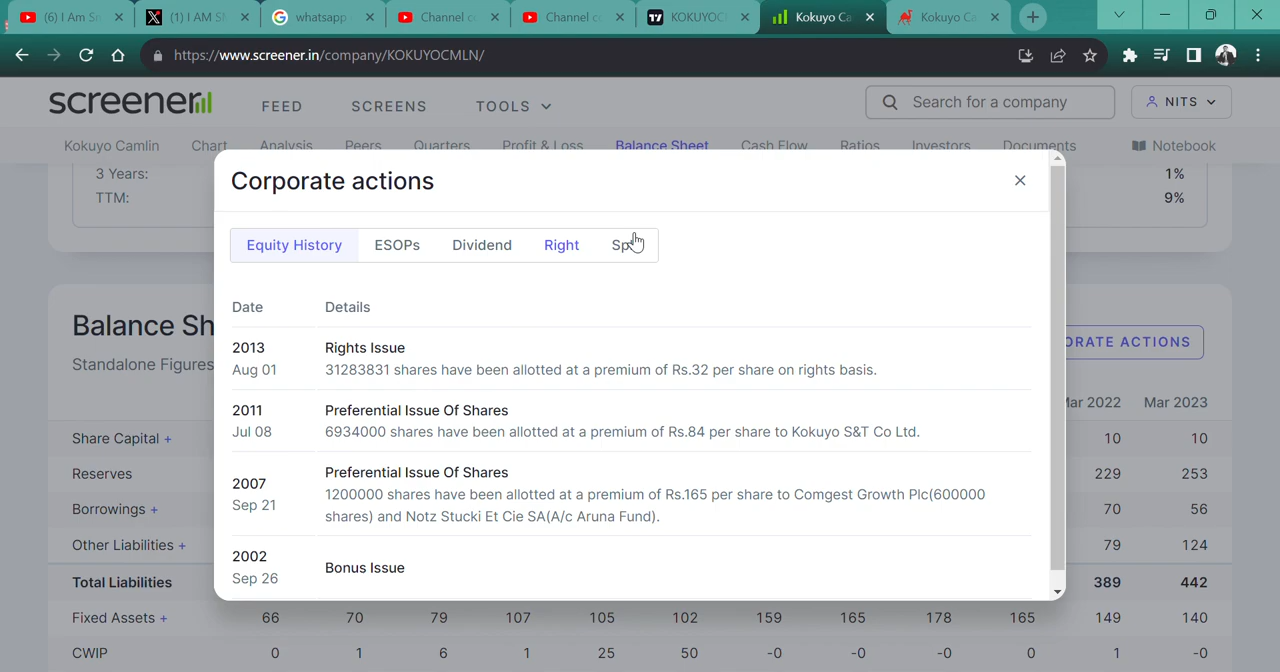 (6) I Am S
(1) I AM S
whatsapp
Channel c
Channel c
KOKUYOC
Kokuyo Ca
Kokuyo Ca
https://www.screener.in/company/KOKUYOCMLN/
screener
FEED
SCREENS
TOOLS
Search for a company
NITS
Kokuyo Camlin
Chart
Analysis
Peers
Quarters
Profit & Loss
Balance Sheet
Cash Flow
Ratios
Investors
Documents
Notebook
3 Years:
1%
TTM:
9%
Corporate actions
Equity History
ESOPs
Dividend
Right
Date Details
2013 Rights Issue
Aug 01 31283831 shares have been allotted at a premium of Rs.32 per share on rights basis.
2011 Preferential Issue Of Shares
Jul 08 6934000 shares have been allotted at a premium of Rs.84 per share to Kokuyo S&T Co Ltd.
2007 Preferential Issue Of Shares
Sep 21 1200000 shares have been allotted at a premium of Rs.165 per share to Comgest Growth Plc(600000
shares) and Notz Stucki Et Cie SA(A/c Aruna Fund).
2002
Sep 26 Bonus Issue
Balance Sh
Standalone Figures
ORATE ACTIONS
Mar 2022 Mar 2023
Share Capital + 10 10
Reserves 229 253
Borrowings + 70 56
Other Liabilities + 79 124
Total Liabilities 389 442
Fixed Assets + 66 70 79 107 105 102 159 165 178 165 149 140
CWIP 0 1 6 1 25 50 -0 -0 -0 0 1 -0